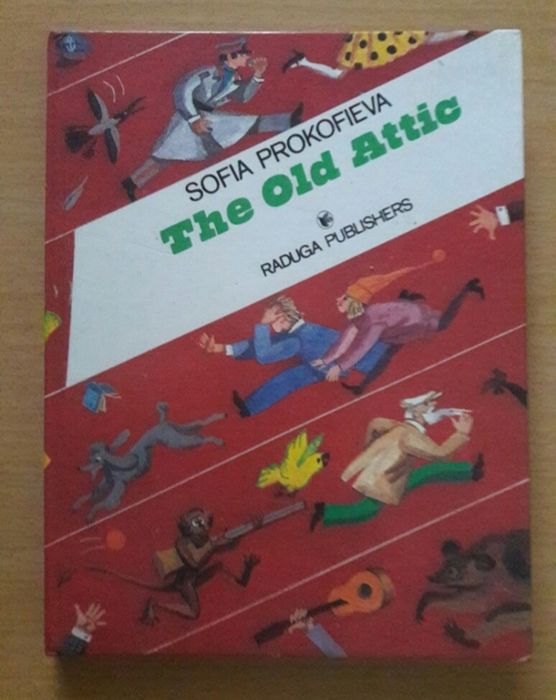 SOFIA PROKOFIEVA
The Old Attic
RADUGA PUBLISHERS